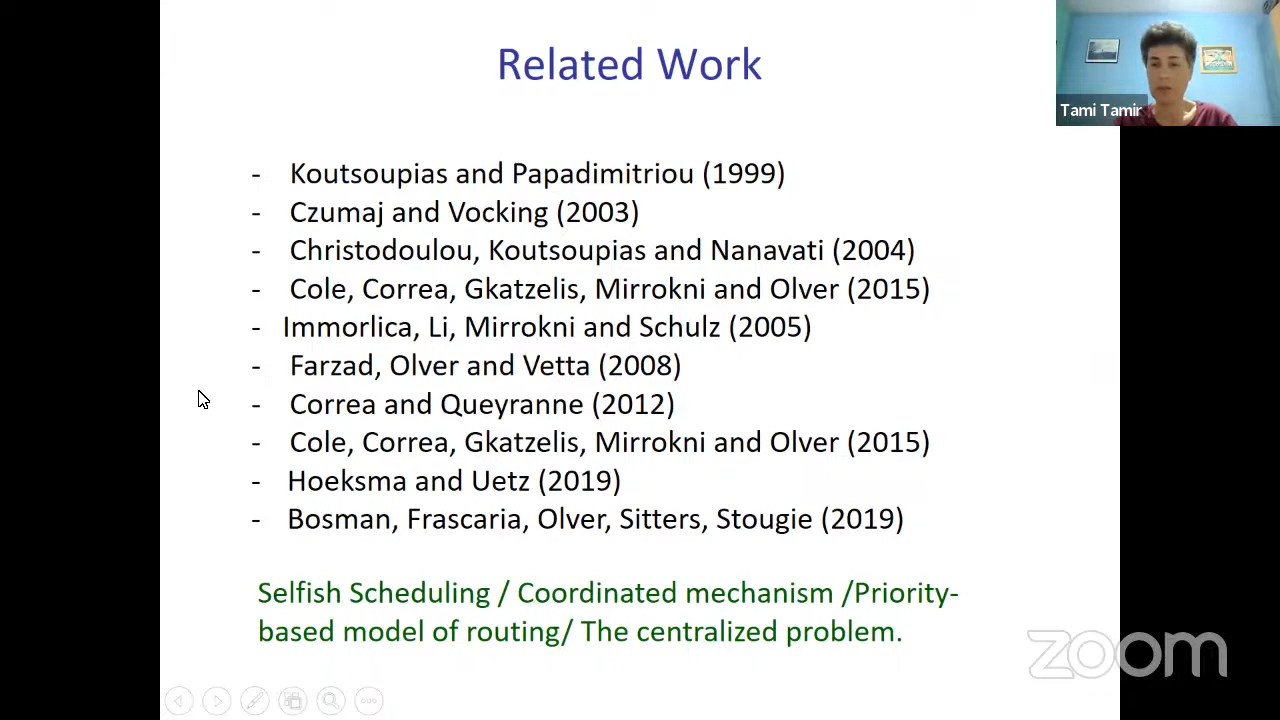 Related Work
Tami Tamir
- Koutsoupias and Papadimitriou (1999)
- Czumaj and Vocking (2003)
- Christodoulou, Koutsoupias and Nanavati (2004)
- Cole, Correa, Gkatzelis, Mirrokni and Olver (2015)
- Immorlica, Li, Mirrokni and Schulz (2005)
- Farzad, Olver and Vetta (2008)
- Correa and Queyranne (2012)
- Cole, Correa, Gkatzelis, Mirrokni and Olver (2015)
- Hoeksma and Uetz (2019)
- Bosman, Frascaria, Olver, Sitters, Stougie (2019)
Selfish Scheduling / Coordinated mechanism /Priority-
based model of routing/ The centralized problem.
zoom